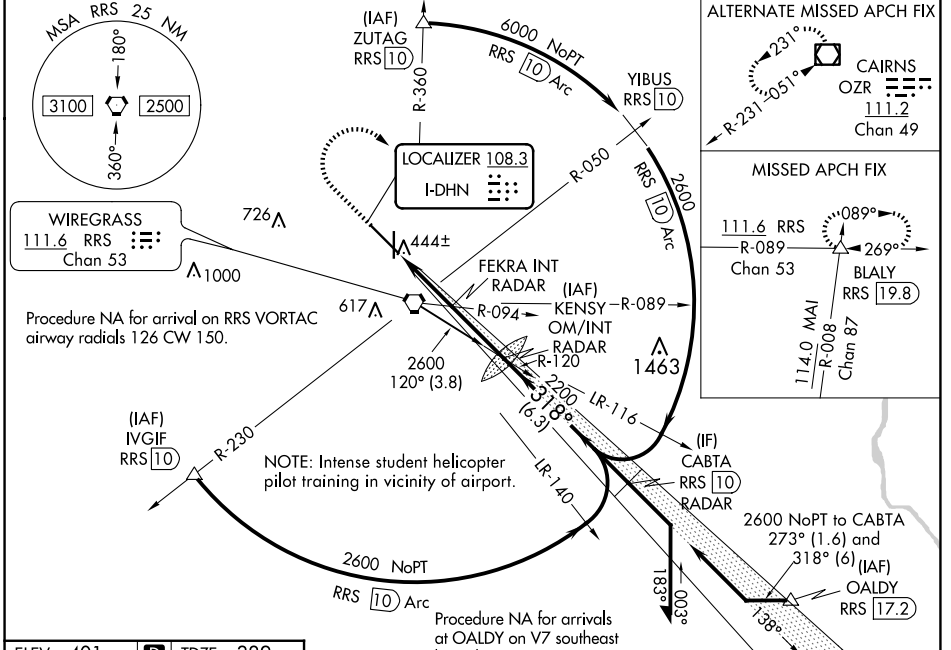 MSA RRS 25 NM
180°
3100
2500
360°
(IAF)
ZUTAG
RRS 10
R-360
6000 NoPT
RRS 10 Arc
YIBUS
RRS 10
R-050
2600
RRS 10 Arc
ALTERNATE MISSED APCH FIX
231°
R-231
051°
CAIRNS
OZR
111.2
Chan 49
LOCALIZER 108.3
I-DHN
MISSED APCH FIX
111.6 RRS
R-089
Chan 53
089°
269°
BLALY
RRS 19.8
114.0 MAI
R-008
Chan 87
WIREGRASS
111.6 RRS
Chan 53
726
1000
617
444±
Procedure NA for arrival on RRS VORTAC
airway radials 126 CW 150.
FEKRA INT
RADAR
R-094
(IAF)
KENSY
OM/INT
RADAR
R-089
R-120
1463
2600
120° (3.8)
2200
318°
(6.3)
LR-116
LR-140
(IF)
CABTA
RRS 10
RADAR
(IAF)
IVGIF
RRS 10
R-230
NOTE: Intense student helicopter
pilot training in vicinity of airport.
2600 NoPT
RRS 10 Arc
2600 NoPT to CABTA
273° (1.6) and
318° (6)
(IAF)
OALDY
RRS 17.2
183°
003°
138°
Procedure NA for arrivals
at OALDY on V7 southeast